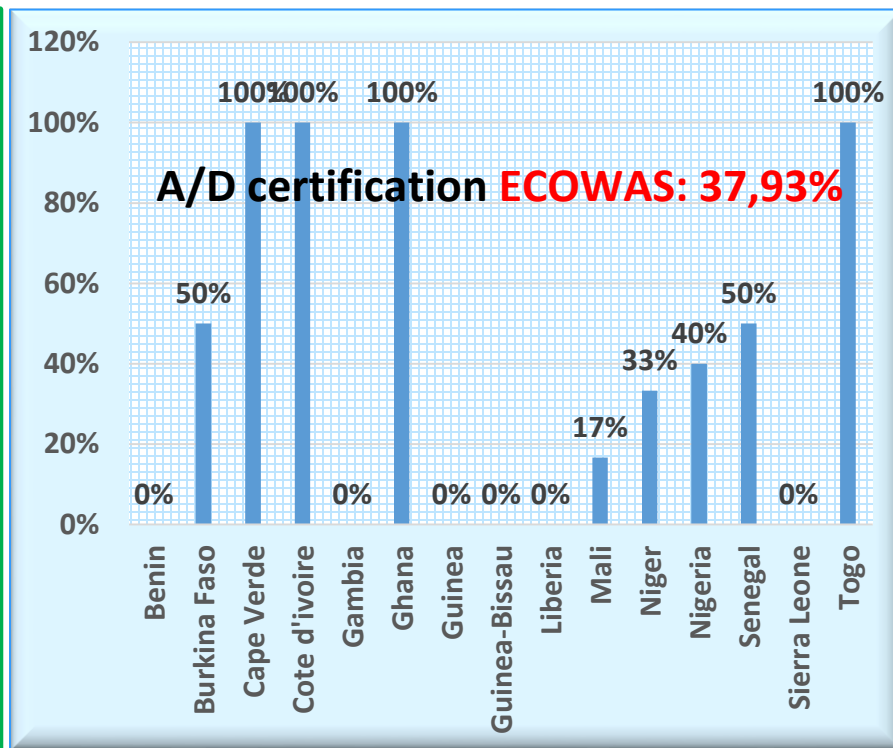 120%
100%
80%
60%
40%
20%
0%
A/D certification ECOWAS: 37,93%
0%
50%
100%
100%
0%
100%
0%
0%
0%
17%
33%
40%
50%
0%
100%
Benin
Burkina Faso
Cape Verde
Cote d'ivoire
Gambia
Ghana
Guinea
Guinea-Bissau
Liberia
Mali
Niger
Nigeria
Senegal
Sierra Leone
Togo